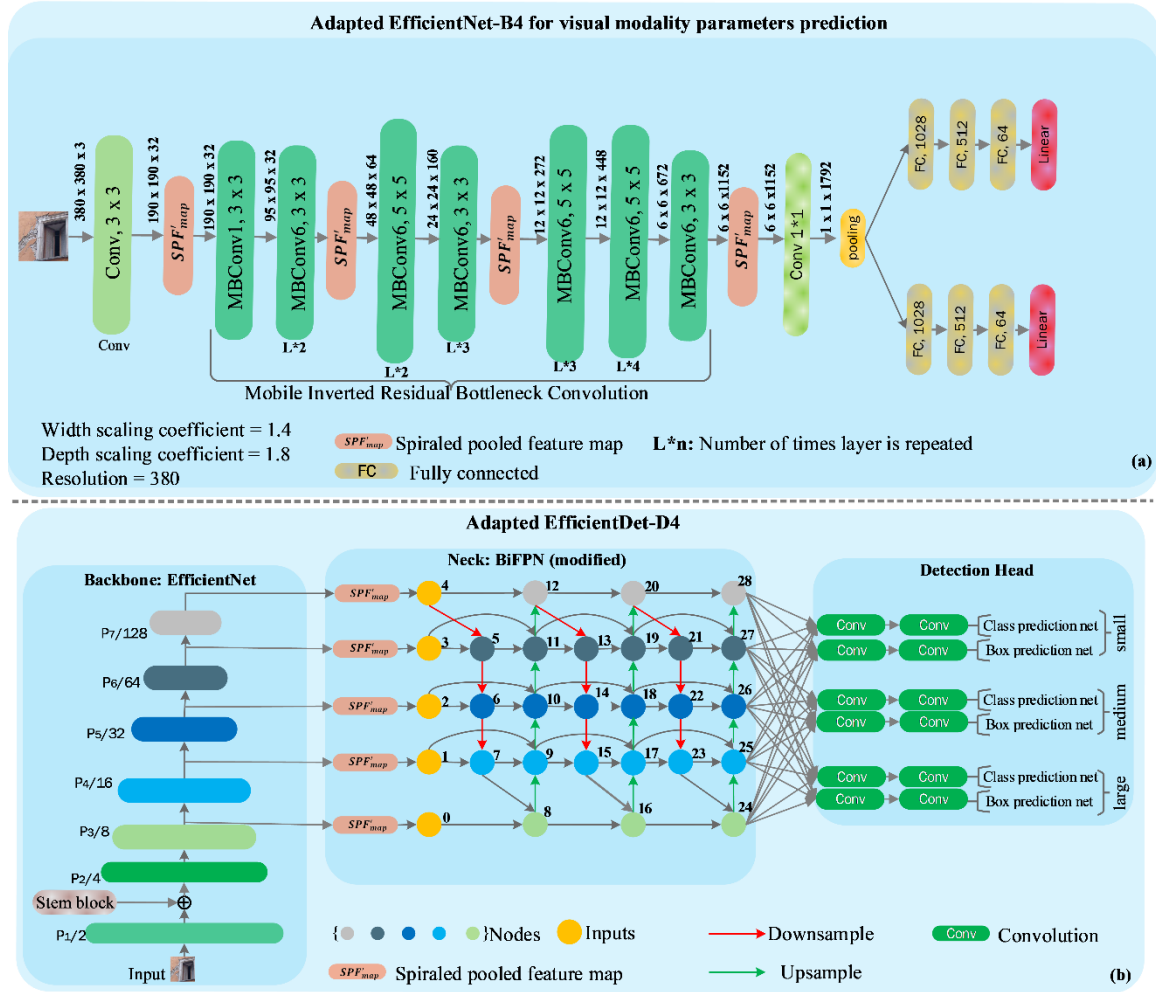 Adapted EfficientNet-B4 for visual modality parameters prediction
380 x 380 x 3
Conv, 3 x 3
Conv
190 x 190 x 32
SPF'map
190 x 190 x 32
MBConv1, 3 x 3
95 x 95 x 32
MBConv6, 3 x 3
L*2
SPF'map
48 x 48 x 64
MBConv6, 5 x 5
L*2
24 x 24 x 160
MBConv6, 3 x 3
L*3
SPF'map
12 x 12 x 272
MBConv6, 5 x 5
L*3
12 x 12 x 448
MBConv6, 5 x 5
L*4
6 x 6 x 672
MBConv6, 3 x 3
6 x 6 x1152
SPF'map
6 x 6 x1152
Conv 1*1
1 x 1 x 1792
pooling
FC, 1028
FC, 512
FC, 64
Linear
FC, 1028
FC, 512
FC, 64
Linear
Mobile Inverted Residual Bottleneck Convolution
Width scaling coefficient = 1.4
Depth scaling coefficient = 1.8
Resolution = 380
SPF'map Spiraled pooled feature map
L*n: Number of times layer is repeated
FC Fully connected
(a)
Adapted EfficientDet-D4
Backbone: EfficientNet
P7/128
P6/64
P5/32
P4/16
P3/8
P2/4
Stem block
P1/2
Input
Neck: BiFPN (modified)
SPF'map 4 12 20 28
SPF'map 3 5 11 13 19 21 27
SPF'map 2 6 10 14 18 22 26
SPF'map 1 7 9 15 17 23 25
SPF'map 0 8 16 24
Detection Head
Conv Conv Class prediction net
Conv Conv Box prediction net
small
Conv Conv Class prediction net
Conv Conv Box prediction net
medium
Conv Conv Class prediction net
Conv Conv Box prediction net
large
{ }Nodes
Inputs
Downsample
Conv Convolution
SPF'map Spiraled pooled feature map
Upsample
(b)